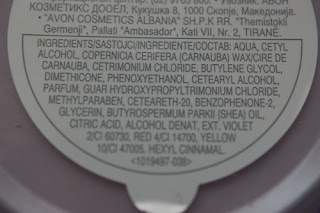 КОЗМЕТИКС ДООЕЛ, Кукушка 8, 1000 Скопје, Македонија.
• "AVON COSMETICS ALBANIA" SH.P.K RR. "Themistokli
Germenji", Pallati "Ambasador", Kati VII, Nr. 2, TIRANË.
INGREDIENTS/SASTOJCI/INGREDIENTE/СОСТАВ: AQUA, CETYL
ALCOHOL, COPERNICIA CERIFERA (CARNAUBA) WAX/CIRE DE
CARNAUBA, CETRIMONIUM CHLORIDE, BUTYLENE GLYCOL,
DIMETHICONE, PHENOXYETHANOL, CETEARYL ALCOHOL,
PARFUM, GUAR HYDROXYPROPYLTRIMONIUM CHLORIDE,
METHYLPARABEN, CETEARETH-20, BENZOPHENONE-2,
GLYCERIN, BUTYROSPERMUM PARKII (SHEA) OIL,
CITRIC ACID, ALCOHOL DENAT, EXT. VIOLET
2/CI 60730, RED 4/CI 14700, YELLOW
10/CI 47005. HEXYL CINNAMAL.
<1019497-038>